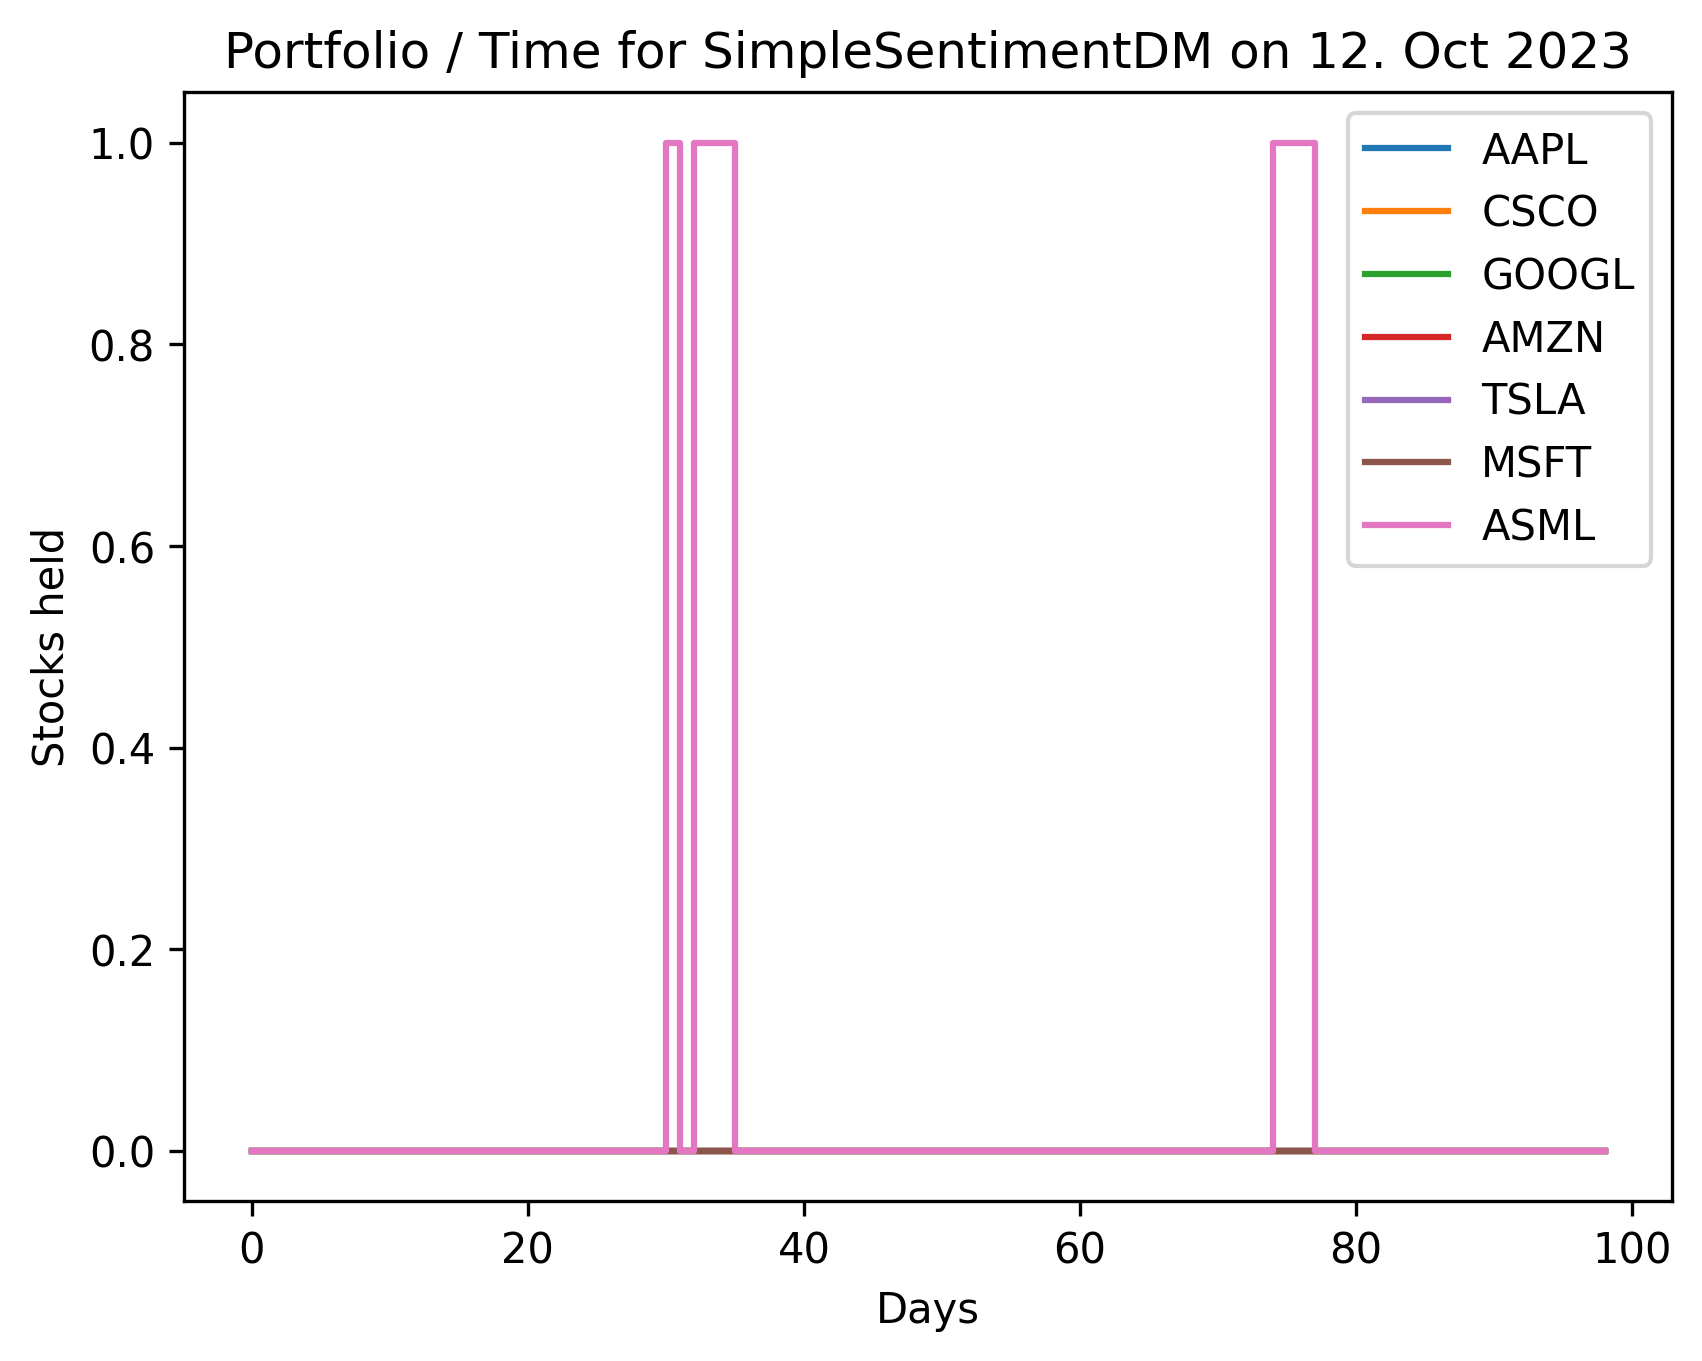 Portfolio / Time for SimpleSentimentDM on 12. Oct 2023
1.0
0.8
0.6
0.4
0.2
0.0
Stocks held
AAPL
CSCO
GOOGL
AMZN
TSLA
MSFT
ASML
0 20 40 60 80 100
Days